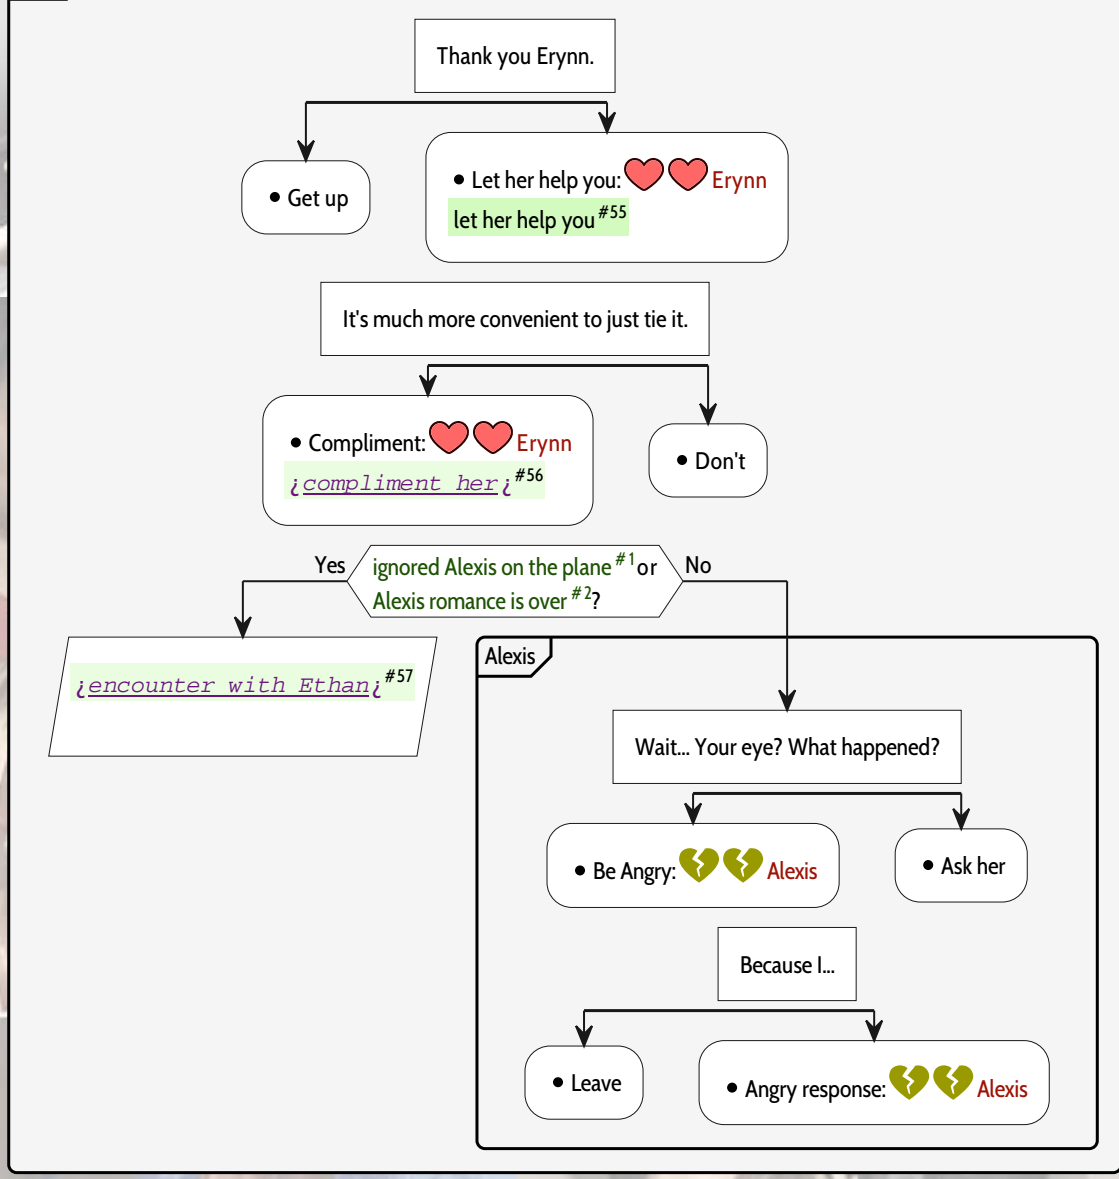 Thank you Erynn.
• Get up
• Let her help you: Erynn
let her help you #55
It's much more convenient to just tie it.
• Compliment: Erynn
¿compliment her¿ #56
• Don't
Yes
ignored Alexis on the plane #1 or
Alexis romance is over #2?
No
¿encounter with Ethan¿ #57
Alexis
Wait... Your eye? What happened?
• Be Angry: Alexis
• Ask her
Because I...
• Leave
• Angry response: Alexis